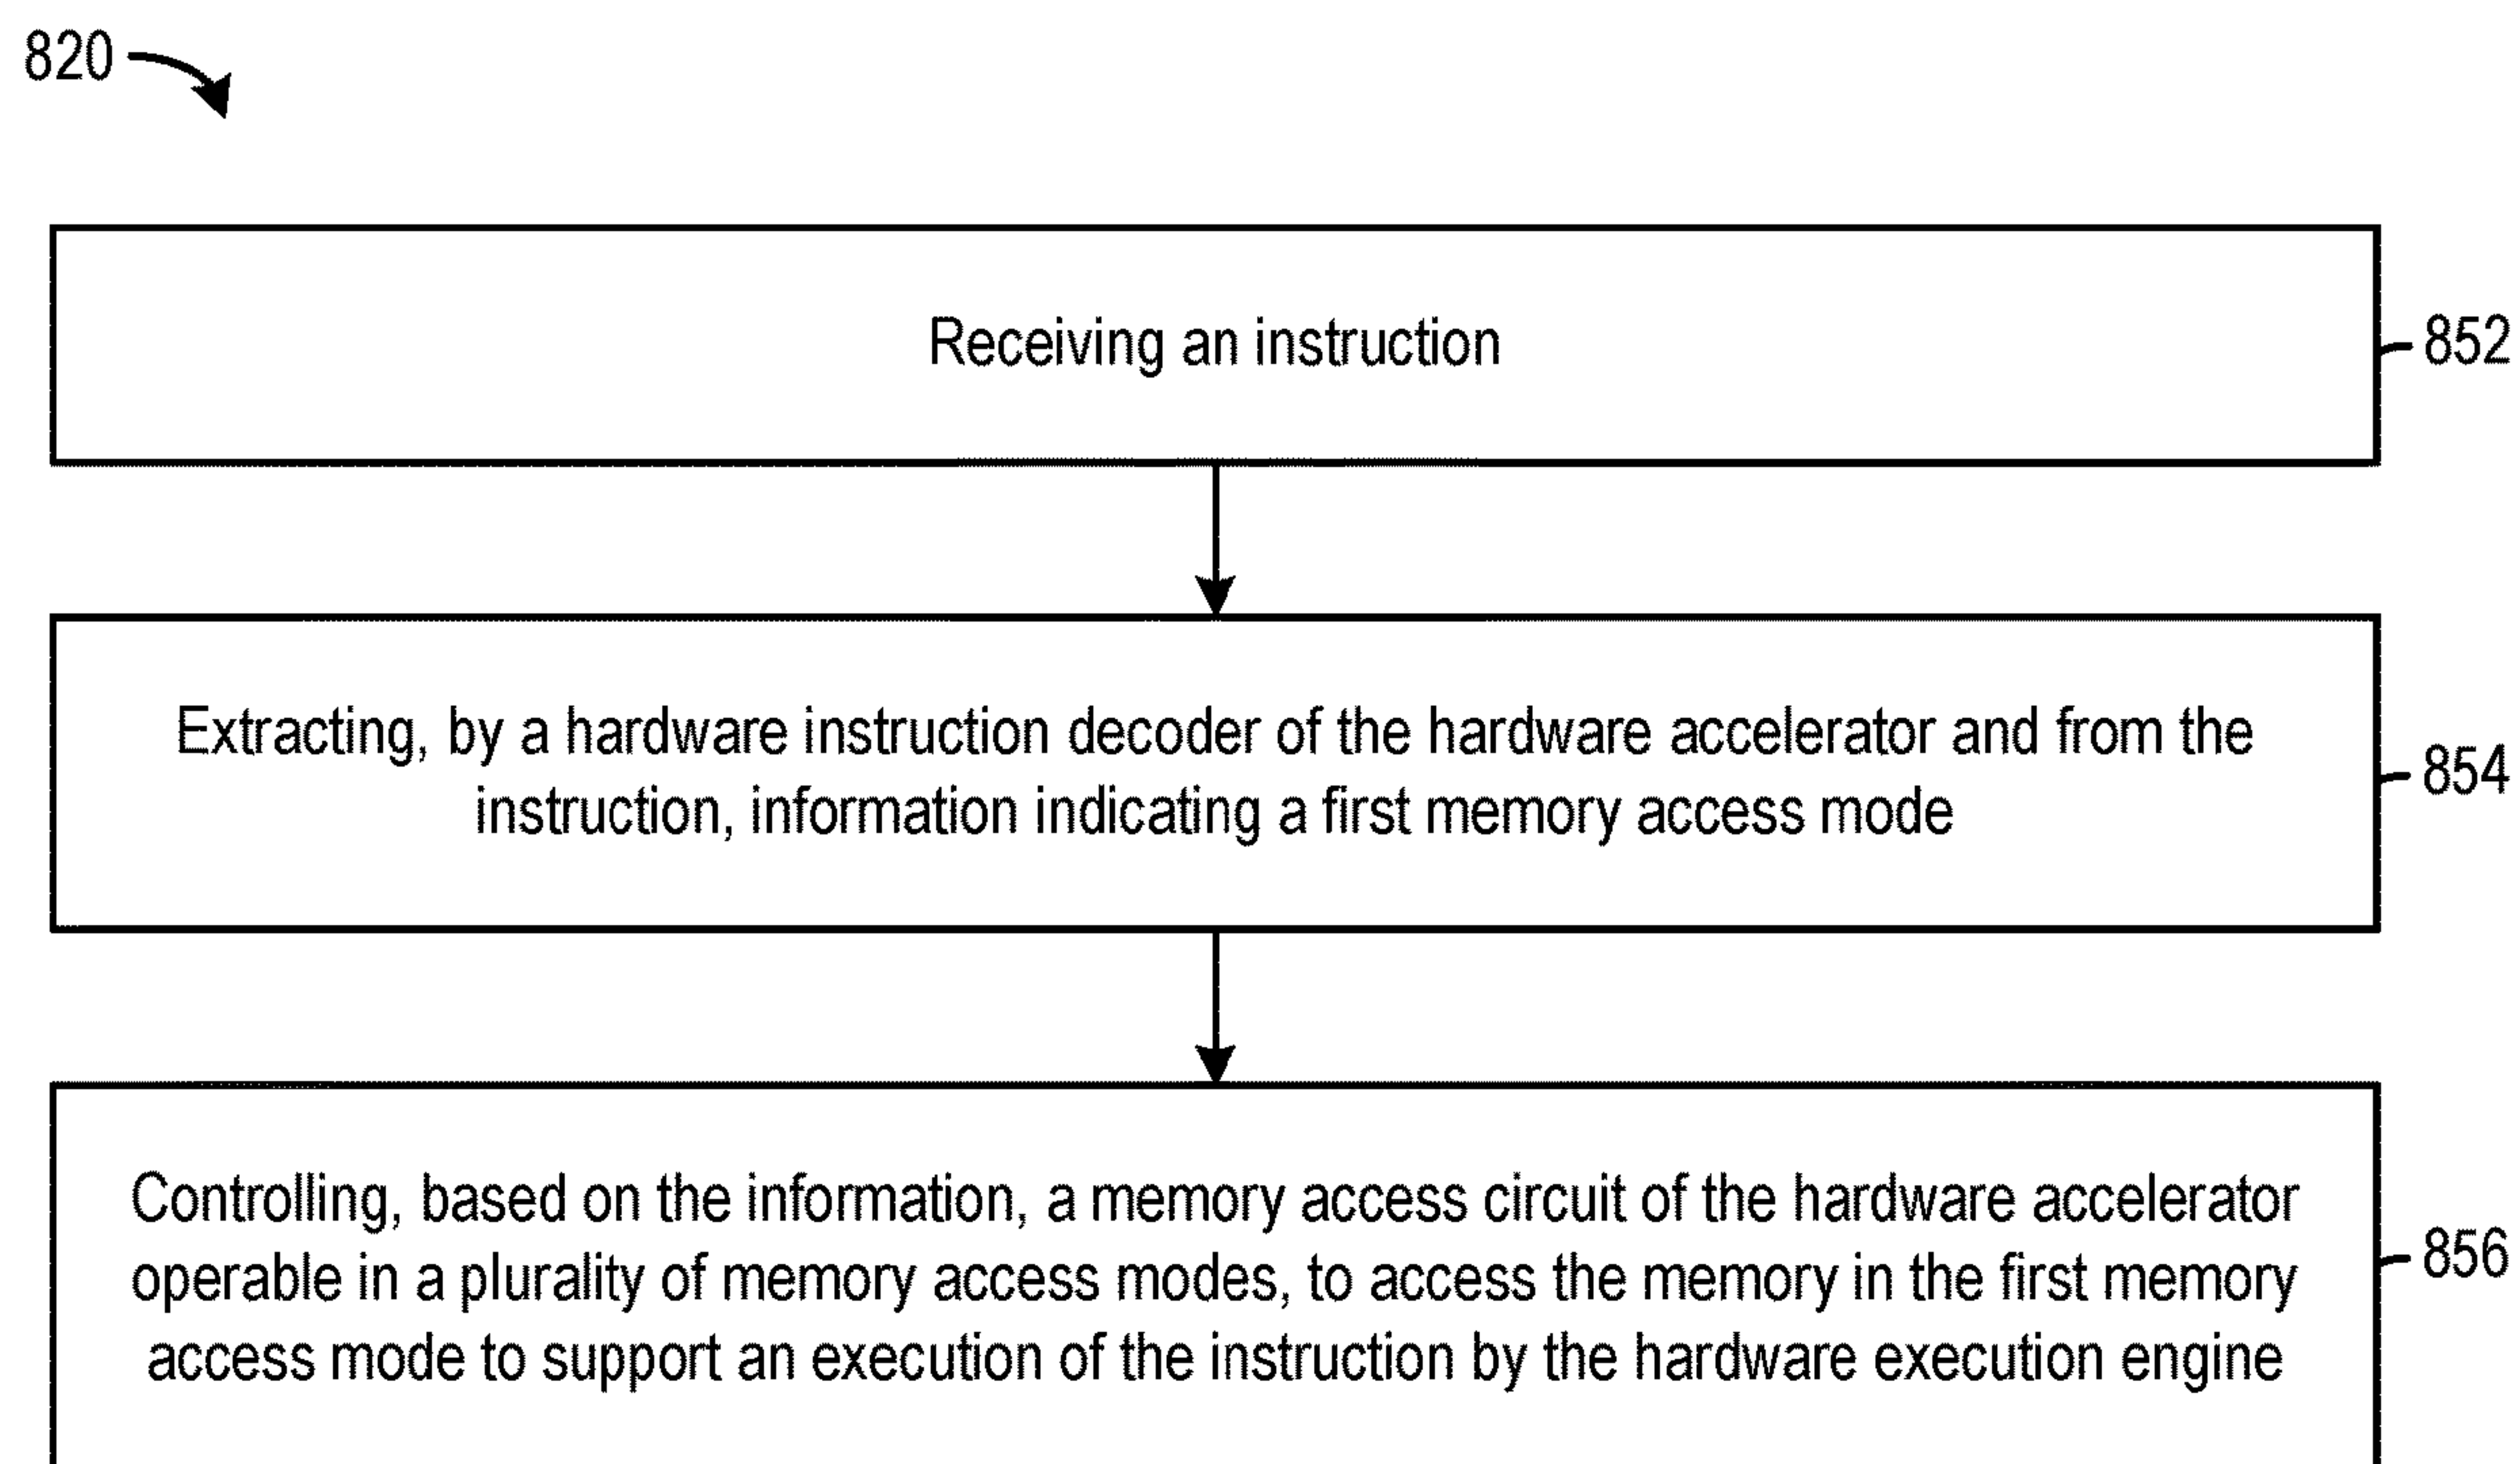 820
Receiving an instruction
852
Extracting, by a hardware instruction decoder of the hardware accelerator and from the
instruction, information indicating a first memory access mode
854
Controlling, based on the information, a memory access circuit of the hardware accelerator
operable in a plurality of memory access modes, to access the memory in the first memory
access mode to support an execution of the instruction by the hardware execution engine
856